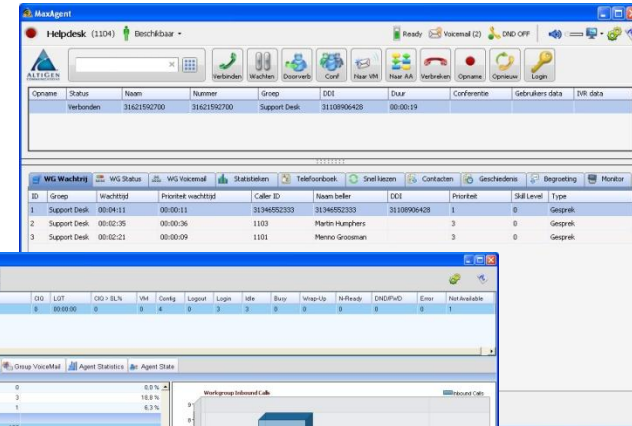 MaxAgent
Helpdesk (1104) Beschikbaar Ready Voicemail (2) DND OFF
ALTIGEN Verbinden Wachten Doorverb Conf Naar VM Naar AA Verbreken Opname Opnieuw Login
Opname Status Naam Nummer Groep DDI Duur Conferentie Gebruikers data IVR data
Verbonden 31621592700 31621592700 Support Desk 31108906428 00:00:19
WG Wachtrij WG Status WG Voicemail Statistieken Telefoonboek Snel kiezen Contacten Geschiedenis Begroeting Monitor
ID Groep Wachttijd Prioriteit wachttijd Caller ID Naam beller DDI Prioriteit Skill Level Type
1 Support Desk 00:04:11 00:00:11 31346552333 31346552333 31108906428 1 0 Gesprek
2 Support Desk 00:02:35 00:00:36 1103 Martin Humphers 3 0 Gesprek
3 Support Desk 00:02:21 00:00:09 1101 Menno Groosman 3 0 Gesprek
CIQ LQT CIQ > SL% VM Config Logout Login Idle Busy Wrap-Up N-Ready DND/FWD Error Not Available
0 00:00:00 0 0 4 0 3 3 0 0 0 0 0 1
Group VoiceMail Agent Statistics Agent State
0 0,0 %
3 18,8 %
1 6,3 %
Workgroup Inbound Calls
Inbound Calls
9
8